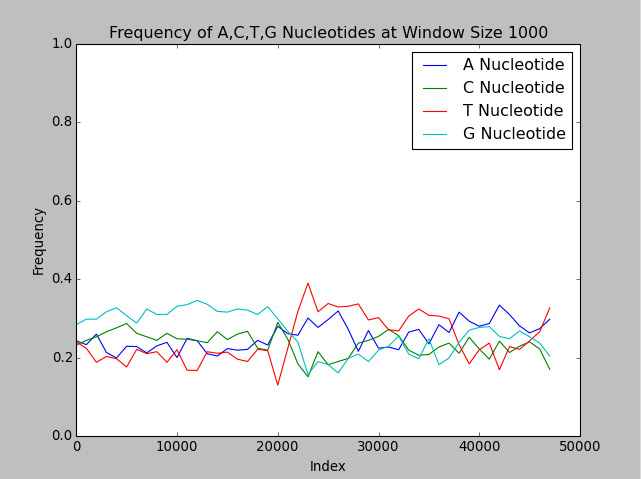 Frequency of A,C,T,G Nucleotides at Window Size 1000
1.0
0.8
0.6
0.4
0.2
0.0
Frequency
A Nucleotide
C Nucleotide
T Nucleotide
G Nucleotide
0 10000 20000 30000 40000 50000
Index